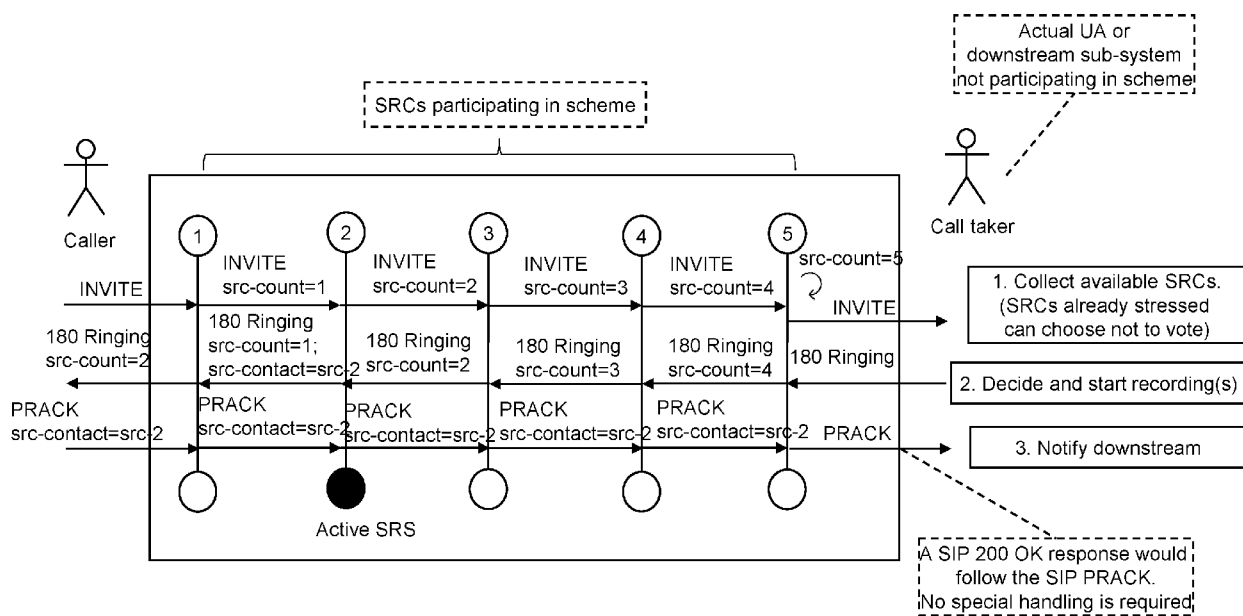 Actual UA or
downstream sub-system
not participating in scheme
SRCs participating in scheme
Caller
Call taker
1
2
3
4
5
INVITE
INVITE
src-count=1
INVITE
src-count=2
INVITE
src-count=3
INVITE
src-count=4
src-count=5
INVITE
1. Collect available SRCs.
(SRCs already stressed
can choose not to vote)
180 Ringing
src-count=2
180 Ringing
src-count=1;
src-contact=src-2
180 Ringing
src-count=2
180 Ringing
src-count=3
180 Ringing
src-count=4
180 Ringing
2. Decide and start recording(s)
PRACK
src-contact=src-2
PRACK
src-contact=src-2
PRACK
src-contact=src-2
PRACK
src-contact=src-2
PRACK
src-contact=src-2
PRACK
3. Notify downstream
Active SRS
A SIP 200 OK response would
follow the SIP PRACK.
No special handling is required